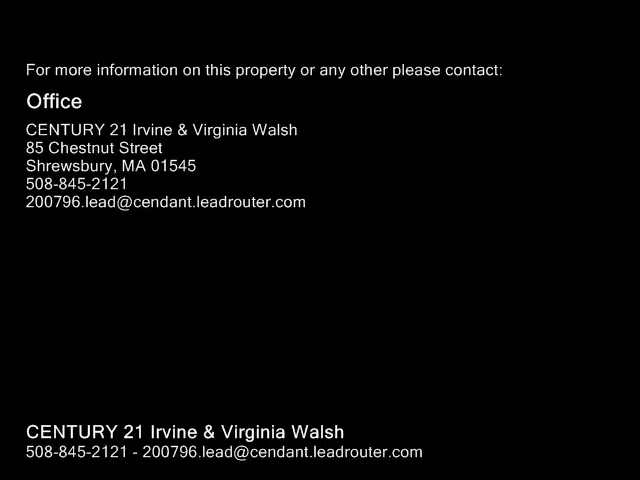 For more information on this property or any other please contact:
Office
CENTURY 21 Irvine & Virginia Walsh
85 Chestnut Street
Shrewsbury, MA 01545
508-845-2121
200796.lead@cendant.leadrouter.com
CENTURY 21 Irvine & Virginia Walsh
508-845-2121 - 200796.lead@cendant.leadrouter.com